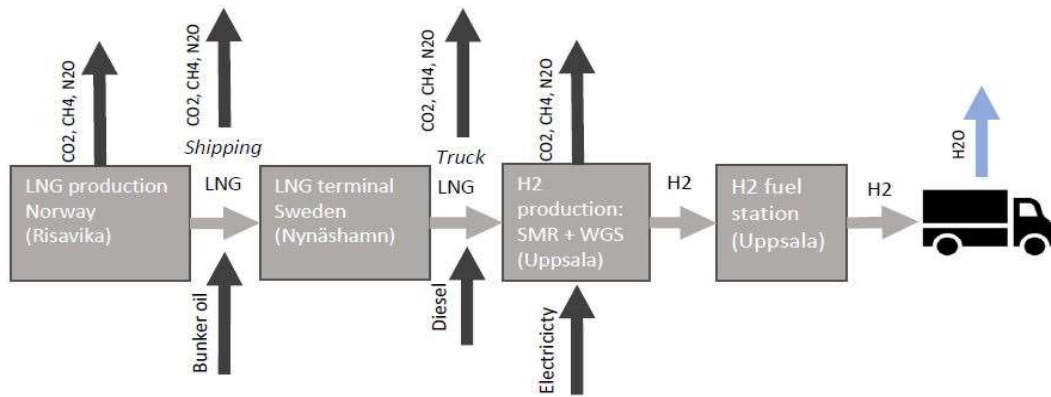 CO2, CH4, N2O
CO2, CH4, N2O
CO2, CH4, N2O
CO2, CH4, N2O
H2O
Shipping
Truck
LNG production
Norway
(Risavika)
LNG
LNG terminal
Sweden
(Nynäshamn)
LNG
H2
production:
SMR + WGS
(Uppsala)
H2
H2 fuel
station
(Uppsala)
H2
Bunker oil
Diesel
Electricicty